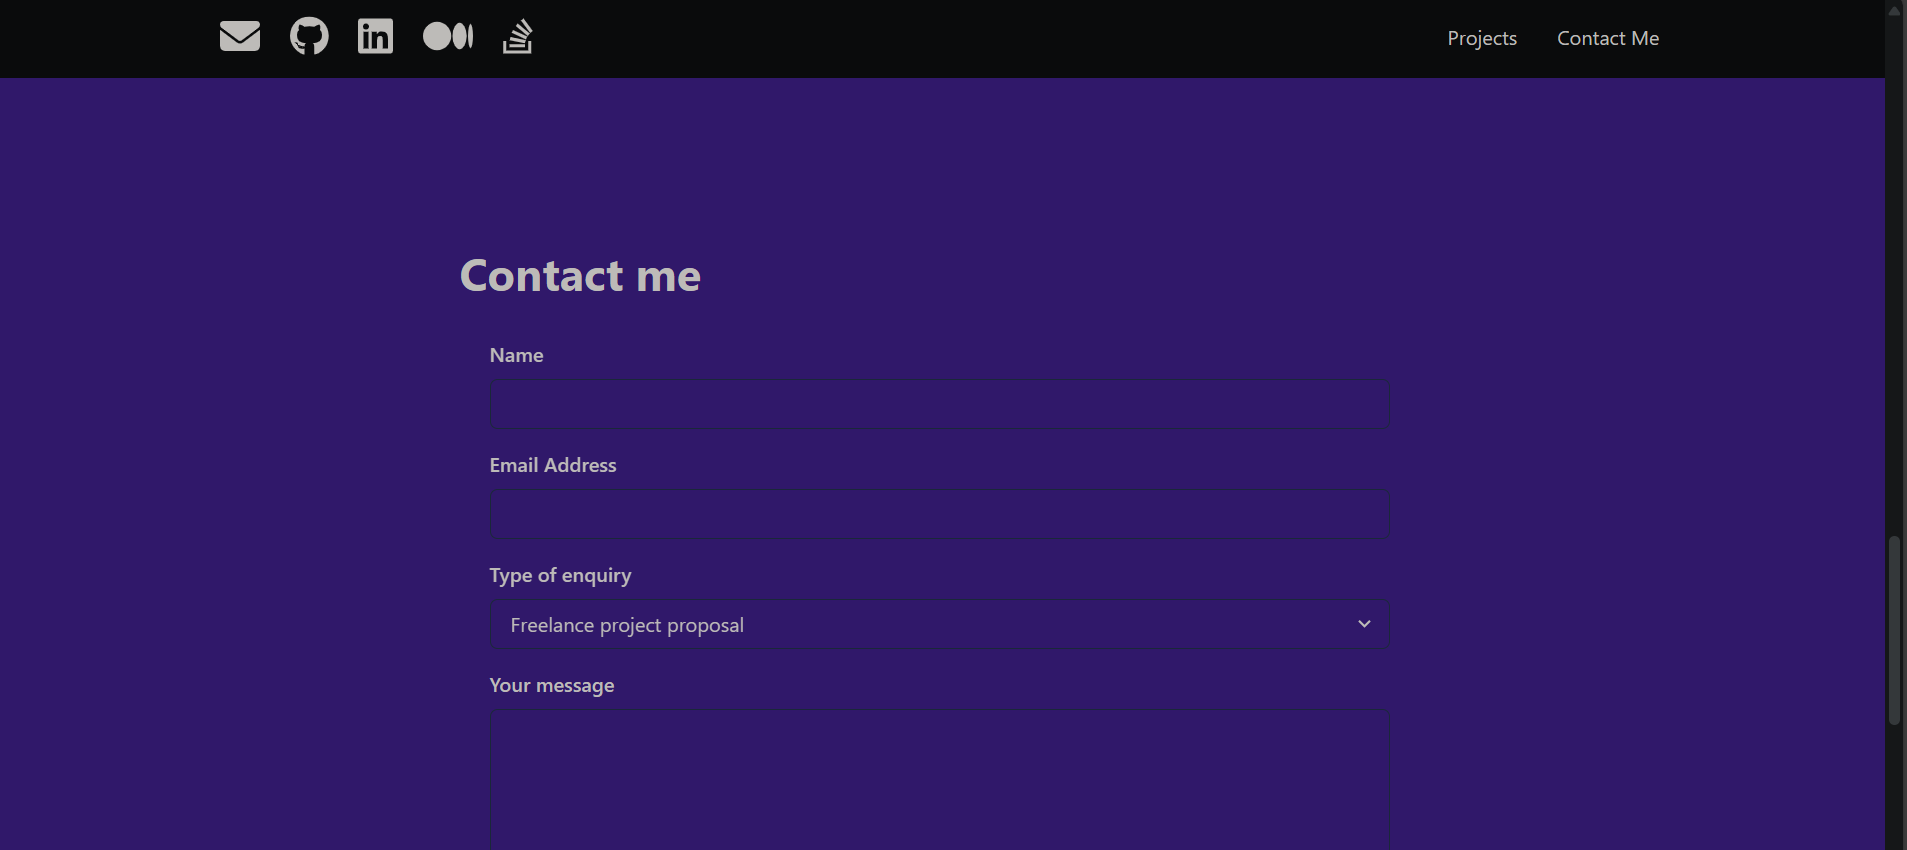 Projects Contact Me
Contact me
Name
Email Address
Type of enquiry
Freelance project proposal
Your message